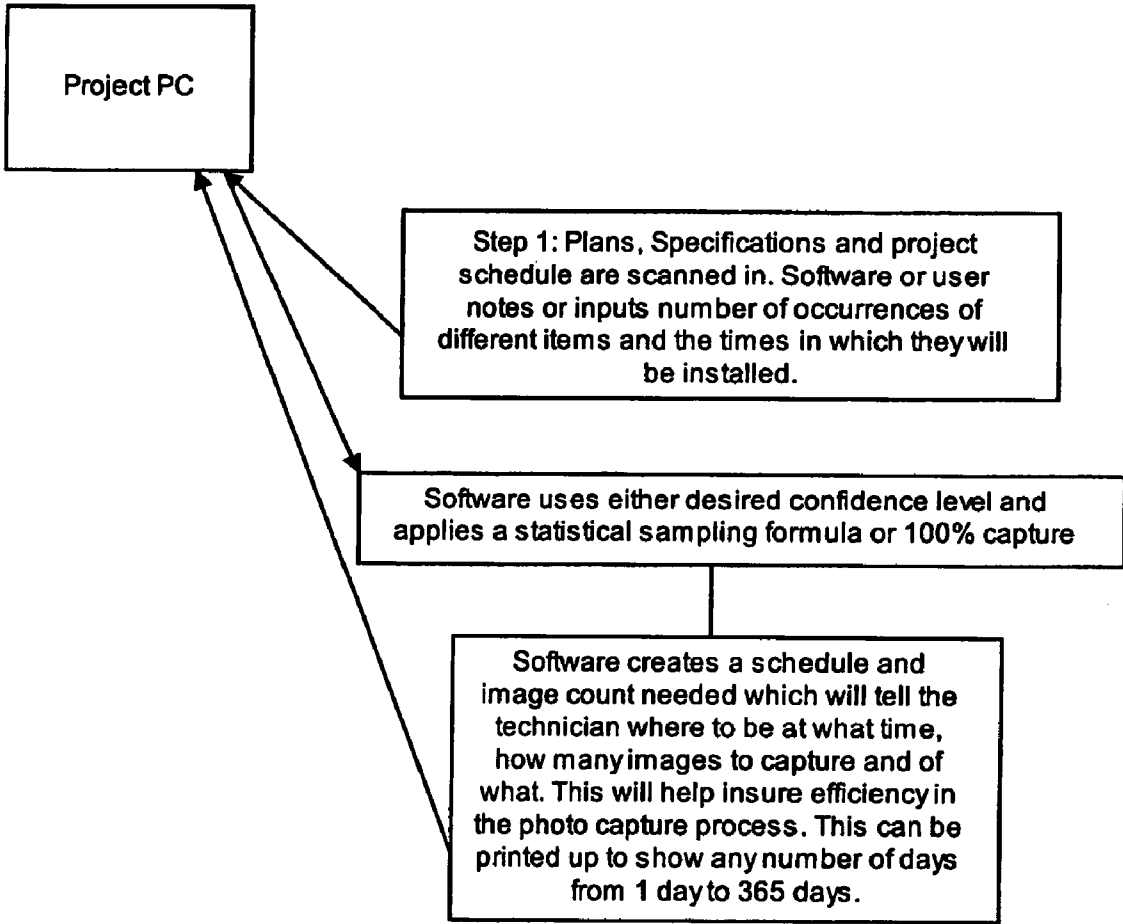 Project PC
Step 1: Plans, Specifications and project
schedule are scanned in. Software or user
notes or inputs number of occurrences of
different items and the times in which they will
be installed.
Software uses either desired confidence level and
applies a statistical sampling formula or 100% capture
Software creates a schedule and
image count needed which will tell the
technician where to be at what time,
how many images to capture and of
what. This will help insure efficiency in
the photo capture process. This can be
printed up to show any number of days
from 1 day to 365 days.